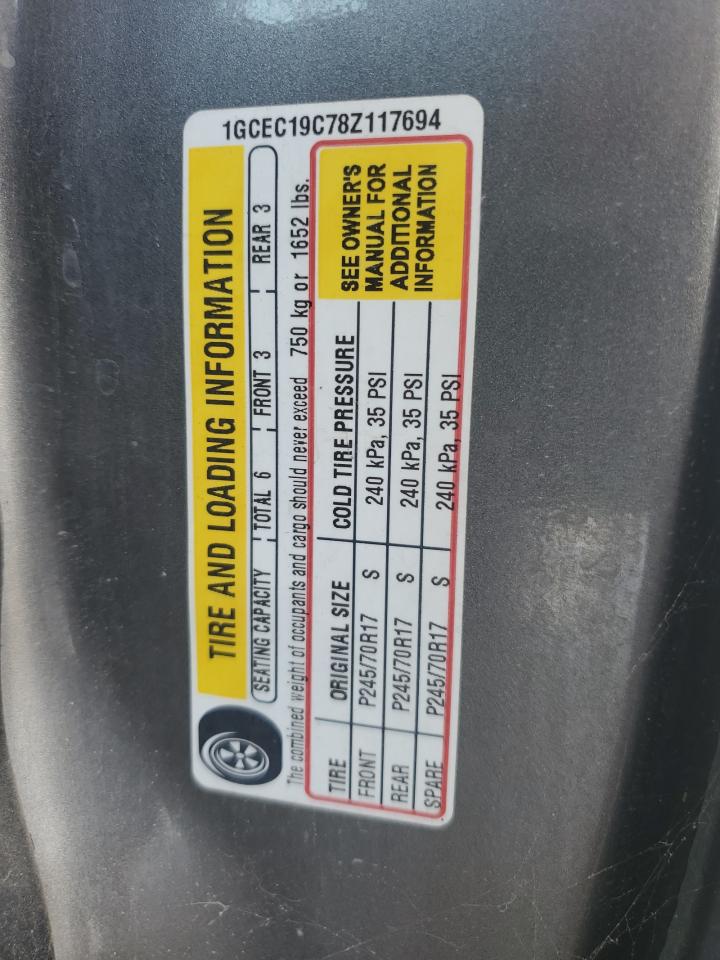 1GCEC19C78Z117694
TIRE AND LOADING INFORMATION
SEATING CAPACITY TOTAL 6 FRONT 3 REAR 3
The combined weight of occupants and cargo should never exceed 750 kg or 1652 lbs.
TIRE ORIGINAL SIZE COLD TIRE PRESSURE
FRONT P245/70R17 S 240 kPa, 35 PSI
REAR P245/70R17 S 240 kPa, 35 PSI
SPARE P245/70R17 S 240 kPa, 35 PSI
SEE OWNER'S
MANUAL FOR
ADDITIONAL
INFORMATION